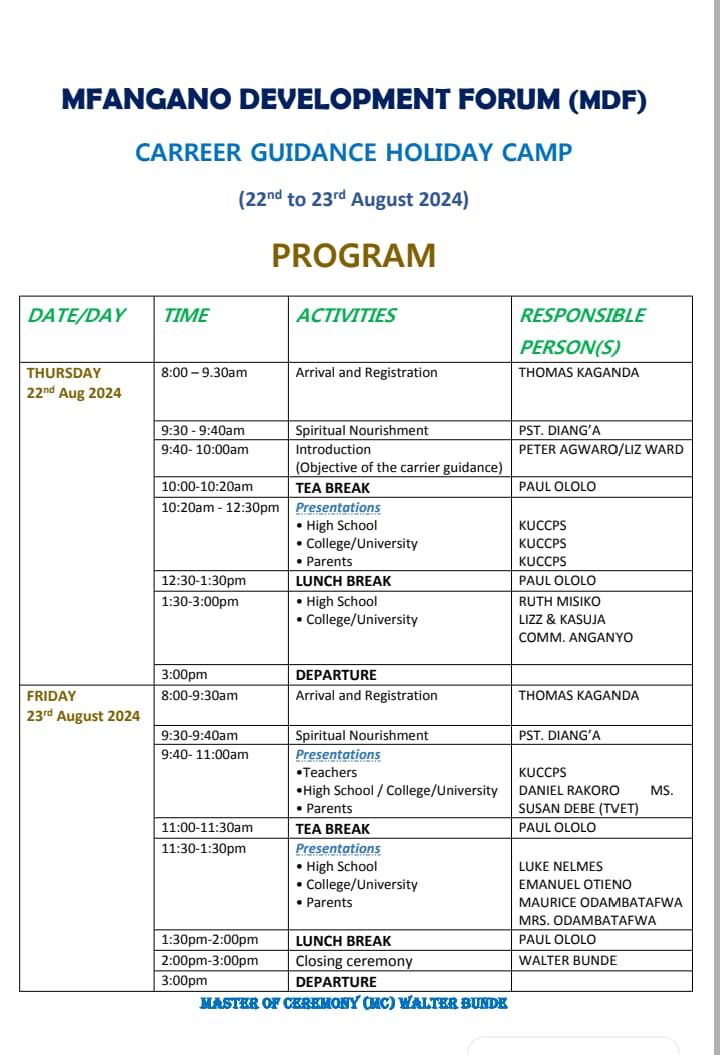 MFANGANO DEVELOPMENT FORUM (MDF)
CARREER GUIDANCE HOLIDAY CAMP
(22nd to 23rd August 2024)
PROGRAM
DATE/DAY TIME ACTIVITIES RESPONSIBLE
PERSON(S)
THURSDAY 8:00 – 9.30am Arrival and Registration THOMAS KAGANDA
22nd Aug 2024
9:30 - 9:40am Spiritual Nourishment PST. DIANG’A
9:40- 10:00am Introduction PETER AGWARO/LIZ WARD
(Objective of the carrier guidance)
10:00-10:20am TEA BREAK PAUL OLOLO
10:20am - 12:30pm Presentations
• High School KUCCPS
• College/University KUCCPS
• Parents KUCCPS
12:30-1:30pm LUNCH BREAK PAUL OLOLO
1:30-3:00pm • High School RUTH MISIKO
• College/University LIZZ & KASUJA
COMM. ANGANYO
3:00pm DEPARTURE
FRIDAY 8:00-9:30am Arrival and Registration THOMAS KAGANDA
23rd August 2024
9:30-9:40am Spiritual Nourishment PST. DIANG’A
9:40- 11:00am Presentations
•Teachers KUCCPS
•High School / College/University DANIEL RAKORO MS.
• Parents SUSAN DEBE (TVET)
11:00-11:30am TEA BREAK PAUL OLOLO
11:30-1:30pm Presentations
• High School LUKE NELMES
• College/University EMANUEL OTIENO
• Parents MAURICE ODAMBATAFWA
MRS. ODAMBATAFWA
1:30pm-2:00pm LUNCH BREAK PAUL OLOLO
2:00pm-3:00pm Closing ceremony WALTER BUNDE
3:00pm DEPARTURE
MASTER OF CEREMONY (MC) WALTER BUNDE